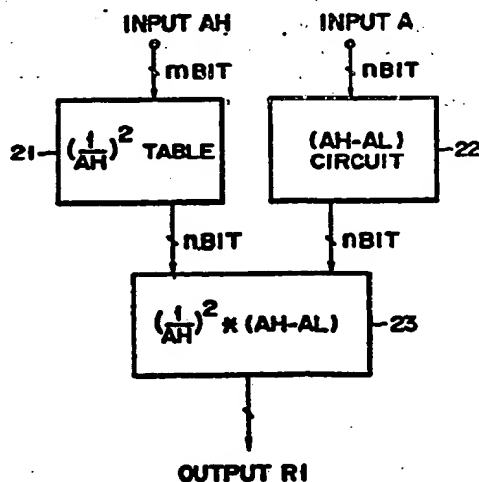 INPUT AH
INPUT A
mBIT
nBIT
21
(1/AH)² TABLE
(AH-AL)
CIRCUIT
22
nBIT
nBIT
(1/AH)² * (AH-AL)
23
OUTPUT R1